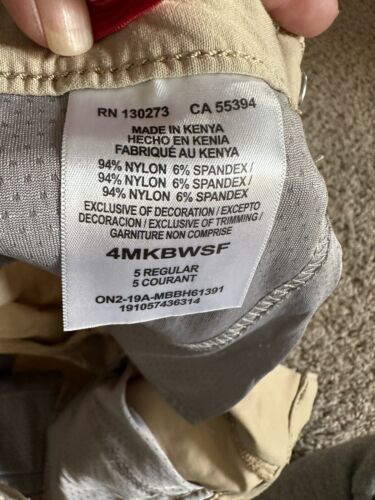 RN 130273 CA 55394
MADE IN KENYA
HECHO EN KENIA
FABRIQUÉ AU KENYA
94% NYLON 6% SPANDEX/
94% NYLON 6% SPANDEX/
94% NYLON 6% SPANDEX
EXCLUSIVE OF DECORATION / EXCEPTO
DECORACION / EXCLUSIVE OF TRIMMING /
GARNITURE NON COMPRISE
4MKBWSF
5 REGULAR
5 COURANT
ON2-19A-MBBH61391
191057436314